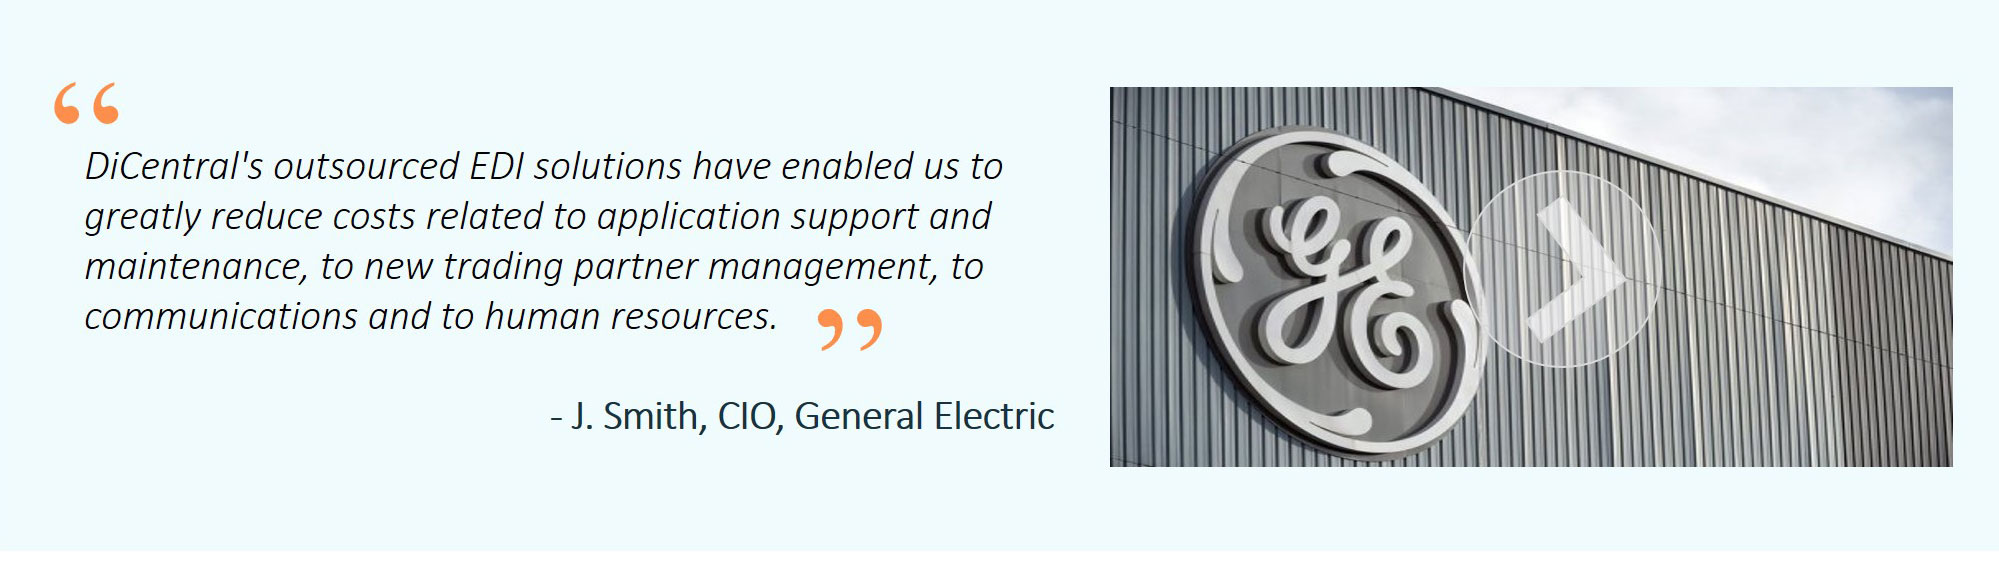 “
DiCentral's outsourced EDI solutions have enabled us to
greatly reduce costs related to application support and
maintenance, to new trading partner management, to
communications and to human resources. ”
- J. Smith, CIO, General Electric
GE